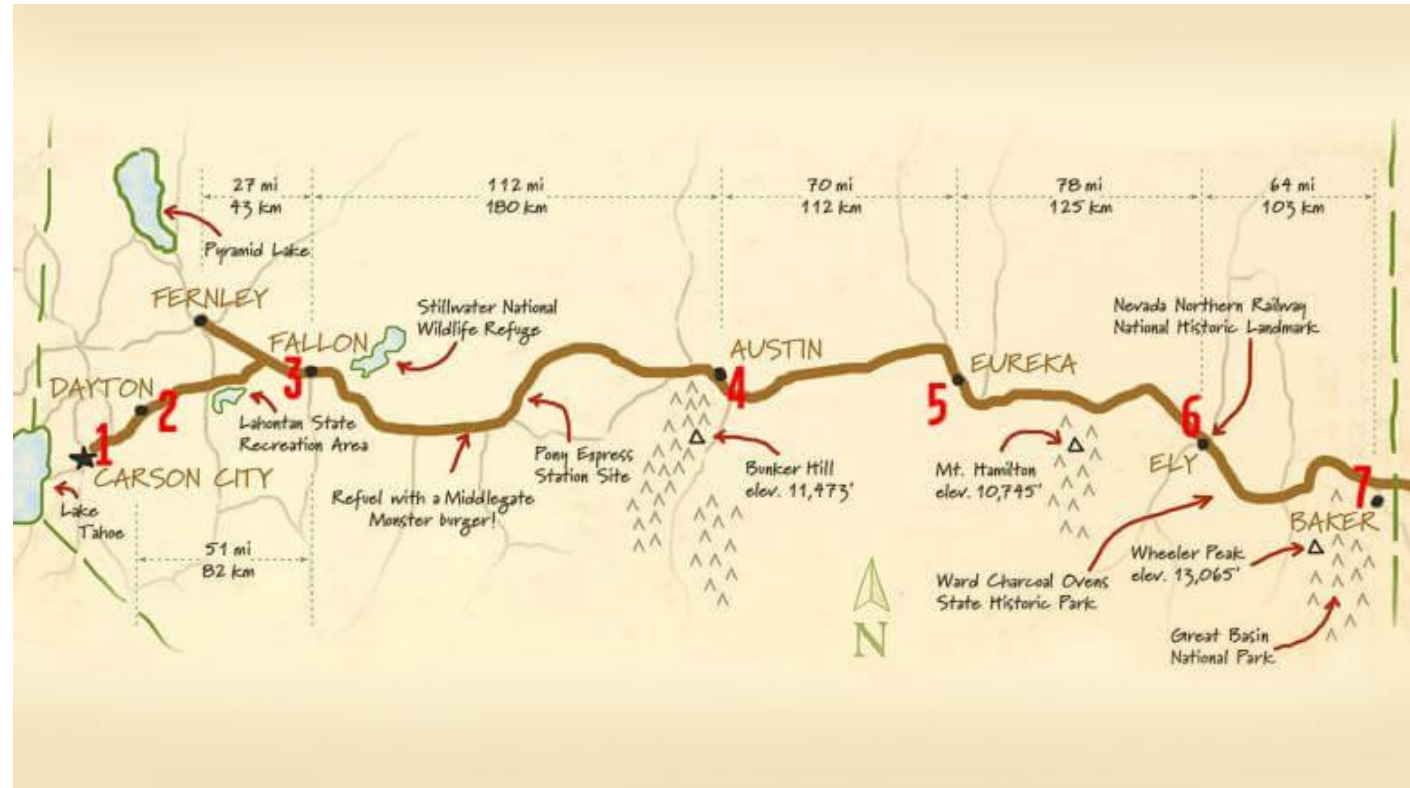 27 mi
43 km
112 mi
180 km
70 mi
112 km
78 mi
125 km
64 mi
103 km
Pyramid Lake
FERNLEY
Stillwater National
Wildlife Refuge
Nevada Northern Railway
National Historic Landmark
FALLON
3
AUSTIN
4
EUREKA
5
DAYTON
2
Lahontan State
Recreation Area
1
CARSON CITY
Lake
Tahoe
Refuel with a Middlegate
Monster burger!
Pony Express
Station Site
Bunker Hill
elev. 11,473'
Mt. Hamilton
elev. 10,745'
6
ELY
7
BAKER
51 mi
82 km
N
Ward Charcoal Ovens
State Historic Park
Wheeler Peak
elev. 13,065'
Great Basin
National Park